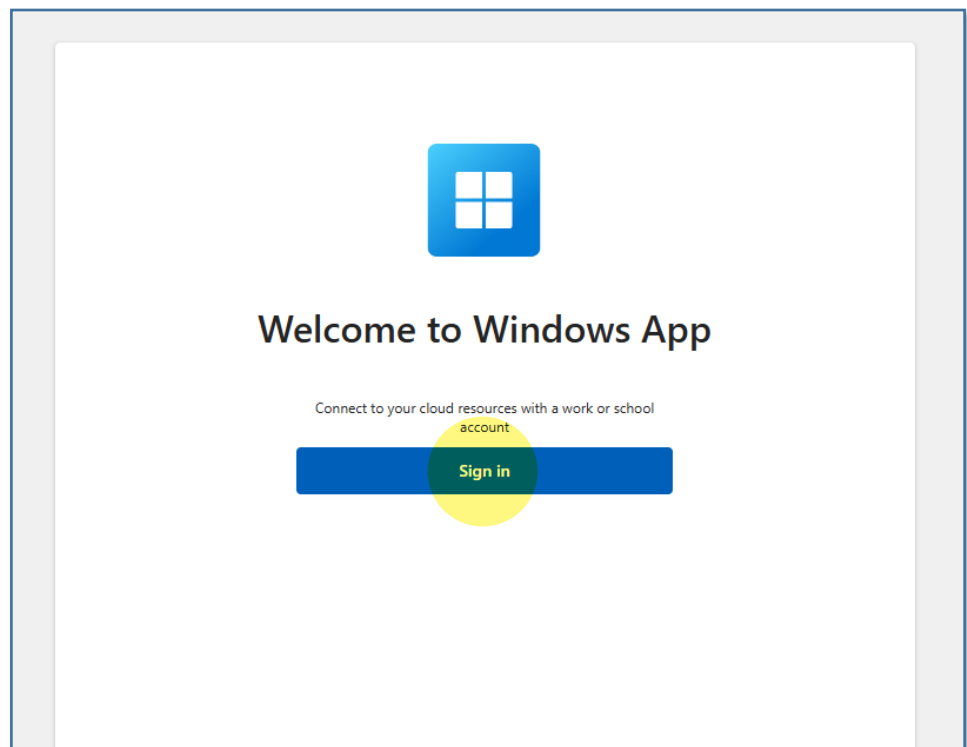 Welcome to Windows App
Connect to your cloud resources with a work or school
account
Sign in